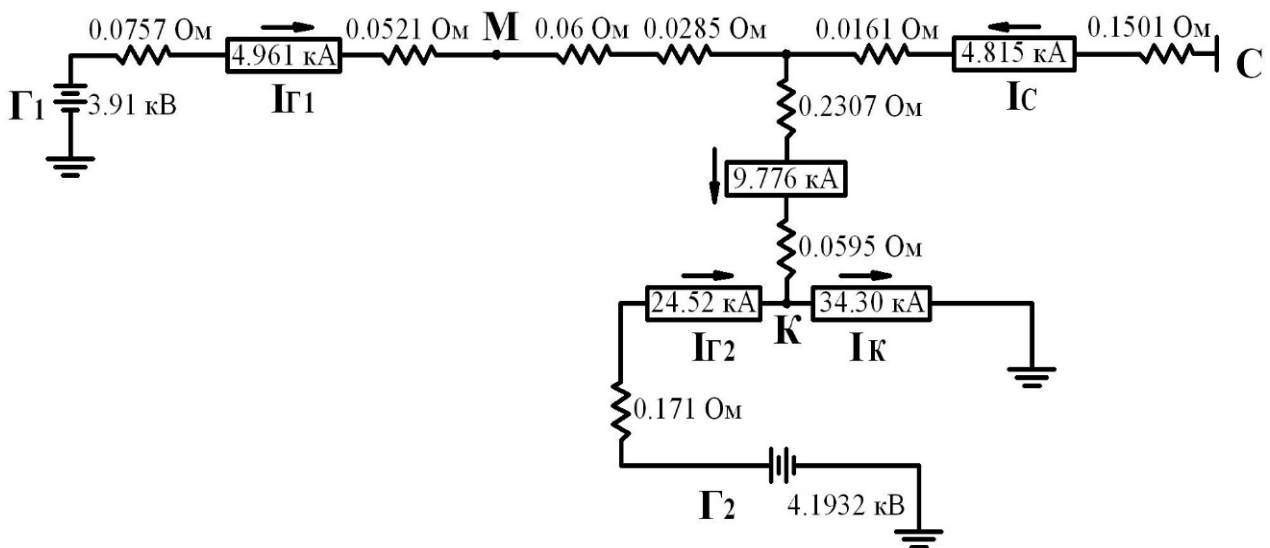 0.0757 Ом
4.961 кА
0.0521 Ом
М
0.06 Ом
0.0285 Ом
0.0161 Ом
4.815 кА
0.1501 Ом
С
Г1
3.91 кВ
IГ1
IС
0.2307 Ом
9.776 кА
0.0595 Ом
24.52 кА
К
34.30 кА
IГ2
IК
0.171 Ом
Г2
4.1932 кВ